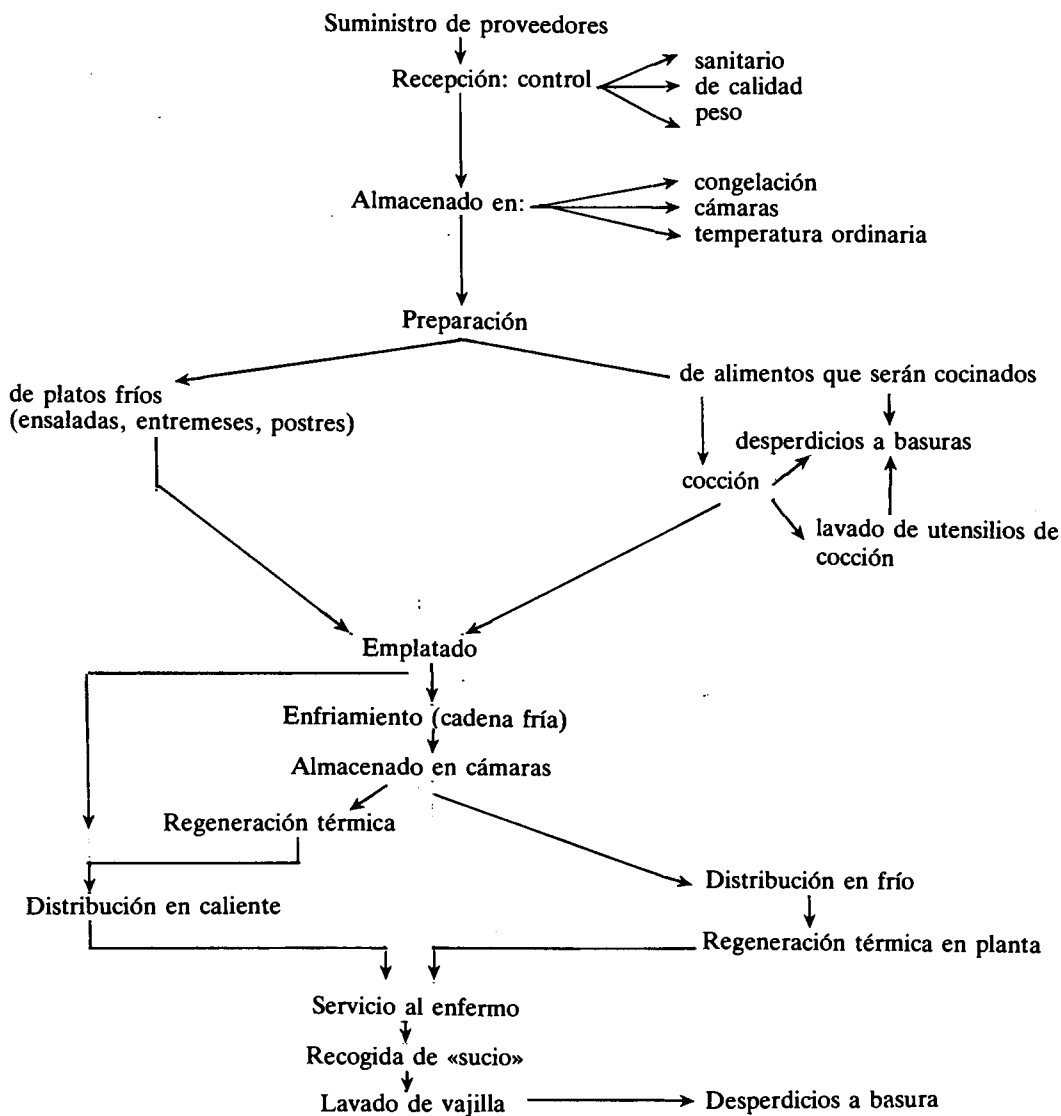 Suministro de proveedores
Recepción: control
sanitario
de calidad
peso
Almacenado en:
congelación
cámaras
temperatura ordinaria
Preparación
de platos fríos
(ensaladas, entremeses, postres)
de alimentos que serán cocinados
desperdicios a basuras
cocción
lavado de utensilios de
cocción
Emplatado
Enfriamiento (cadena fría)
Almacenado en cámaras
Regeneración térmica
Distribución en frío
Distribución en caliente
Regeneración térmica en planta
Servicio al enfermo
Recogida de «sucio»
Lavado de vajilla
Desperdicios a basura